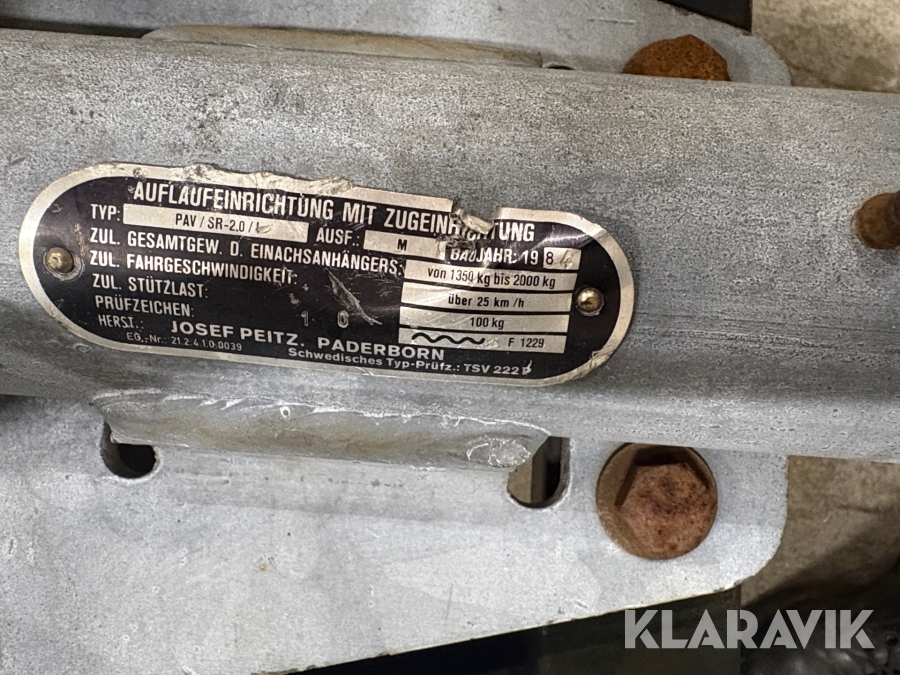 AUFLAUFEINRICHTUNG MIT ZUGEINRICHTUNG
TYP: PAV/SR-2.0/ AUSF.: M BAUJAHR: 1984
ZUL. GESAMTGEW. D. EINACHSANHÄNGERS: von 1350 kg bis 2000 kg
ZUL. FAHRGESCHWINDIGKEIT: über 25 km/h
ZUL. STÜTZLAST: 100 kg
PRÜFZEICHEN: 10 F 1229
HERST.: JOSEF PEITZ. PADERBORN
EG.-Nr.: 21.2.4.1.0.0039
Schwedisches Typ-Prüfz.: TSV 222 P
KLARAVIK